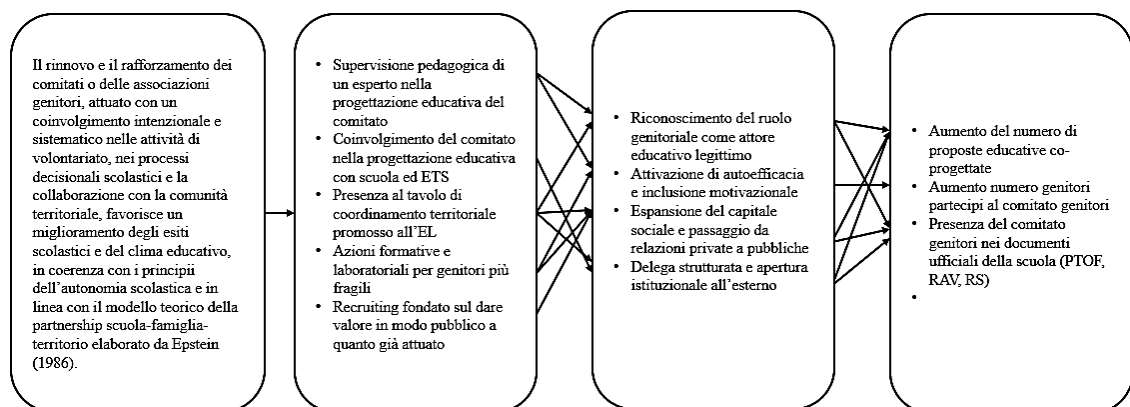 Il rinnovo e il rafforzamento dei
comitati o delle associazioni
genitori, attuato con un
coinvolgimento intenzionale e
sistematico nelle attività di
volontariato, nei processi
decisionali scolastici e la
collaborazione con la comunità
territoriale, favorisce un
miglioramento degli esiti
scolastici e del clima educativo,
in coerenza con i principi
dell'autonomia scolastica e in
linea con il modello teorico della
partnership scuola-famiglia-
territorio elaborato da Epstein
(1986).
• Supervisione pedagogica di
un esperto nella
progettazione educativa del
comitato
• Coinvolgimento del comitato
nella progettazione educativa
con scuola ed ETS
• Presenza al tavolo di
coordinamento territoriale
promosso all'EL
• Azioni formative e
laboratoriali per genitori più
fragili
• Recruiting fondato sul dare
valore in modo pubblico a
quanto già attuato
• Riconoscimento del ruolo
genitoriale come attore
educativo legittimo
• Attivazione di autoefficacia
e inclusione motivazionale
• Espansione del capitale
sociale e passaggio da
relazioni private a pubbliche
• Delega strutturata e apertura
istituzionale all'esterno
• Aumento del numero di
proposte educative co-
progettate
• Aumento numero genitori
partecipi al comitato genitori
• Presenza del comitato
genitori nei documenti
ufficiali della scuola (PTOF,
RAV, RS)
•